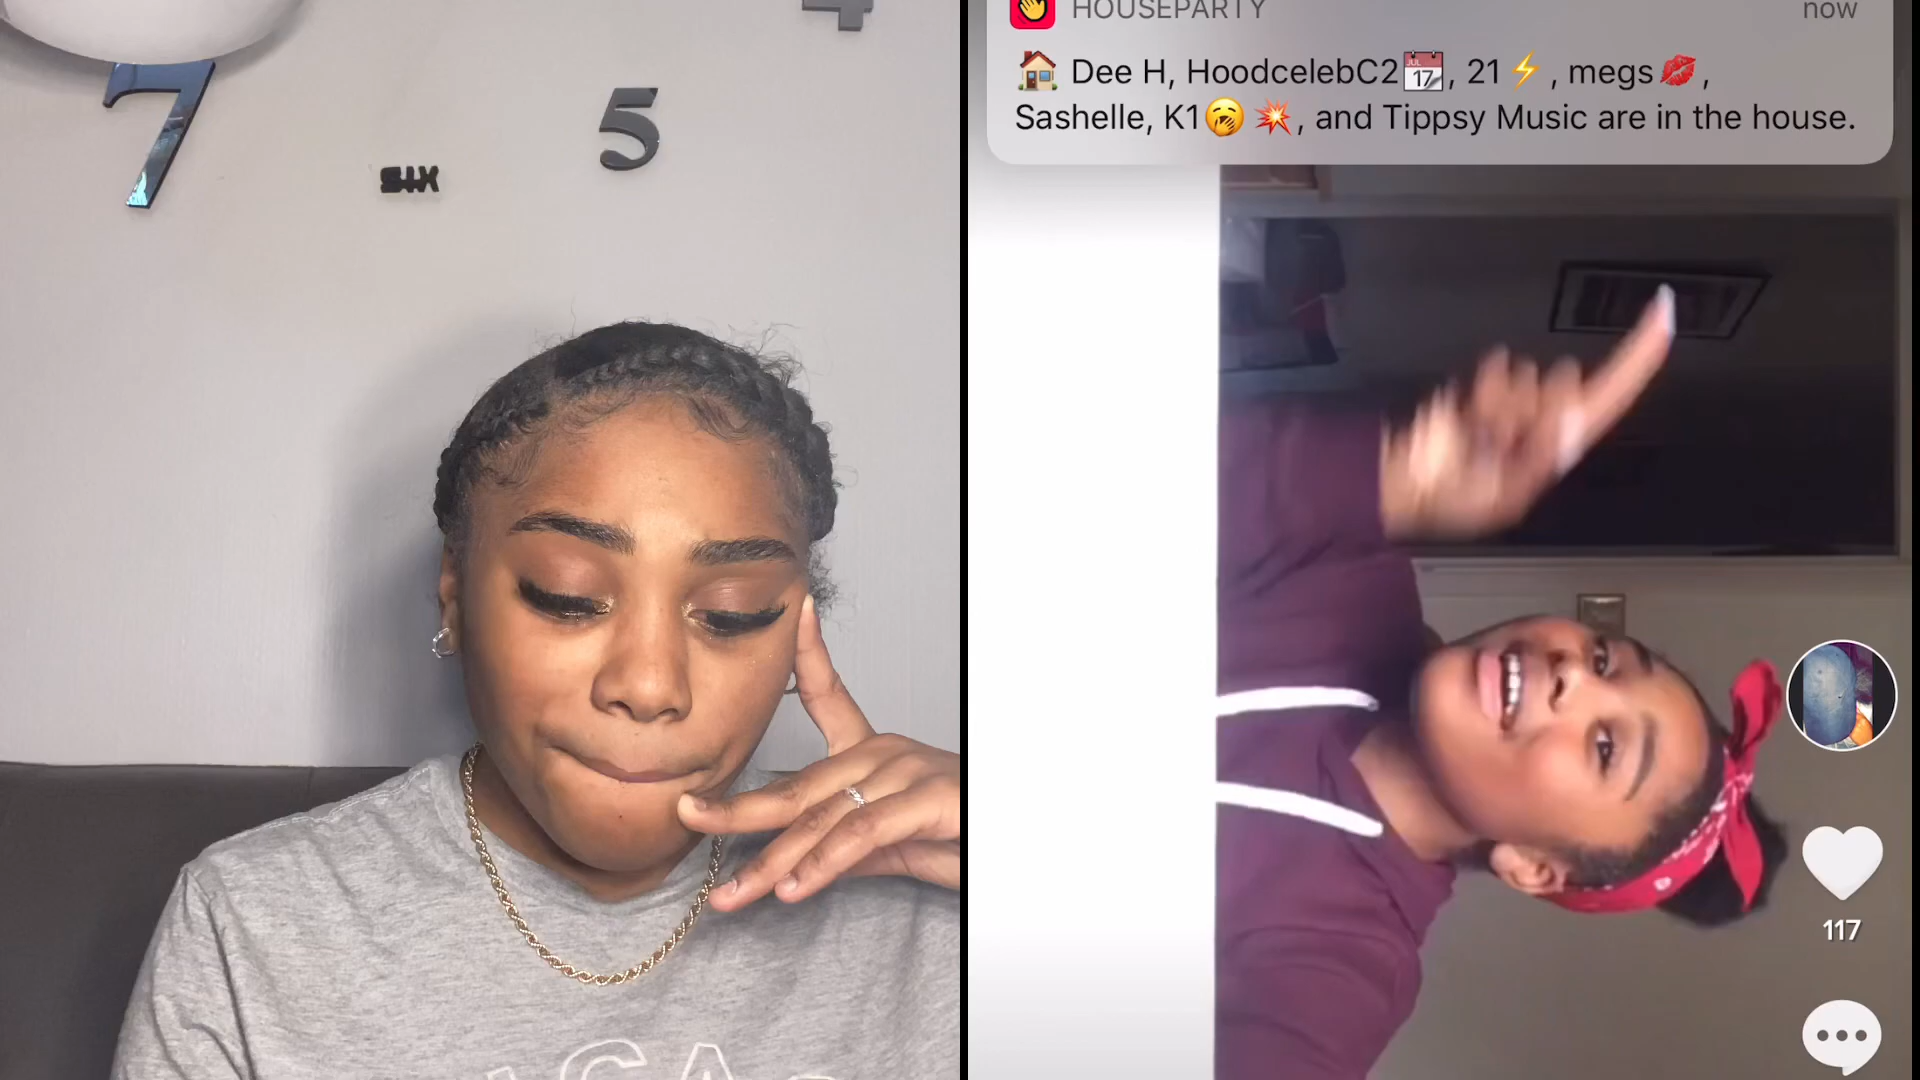 4
7
SIX
5
HOUSEPARTY now
🏠 Dee H, HoodcelebC2📆, 21⚡, megs💋,
Sashelle, K1🥱💥, and Tippsy Music are in the house.
117